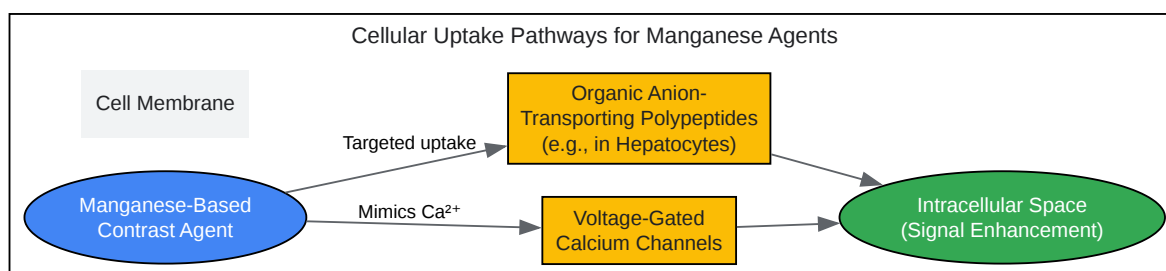 Cellular Uptake Pathways for Manganese Agents
Cell Membrane
Organic Anion-
Transporting Polypeptides
(e.g., in Hepatocytes)
Targeted uptake
Manganese-Based
Contrast Agent
Mimics Ca²⁺
Voltage-Gated
Calcium Channels
Intracellular Space
(Signal Enhancement)